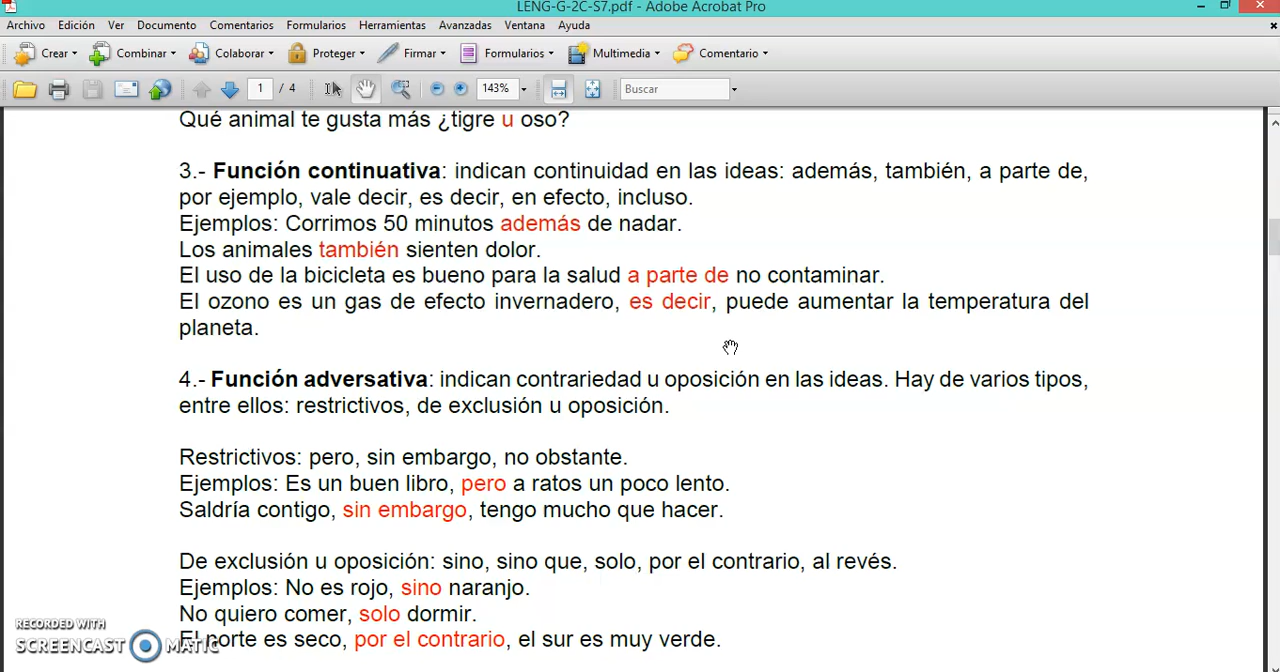 LENG-G-2C-S7.pdf - Adobe Acrobat Pro
Archivo Edición Ver Documento Comentarios Formularios Herramientas Avanzadas Ventana Ayuda
Crear Combinar Colaborar Proteger Firmar Formularios Multimedia Comentario
1 / 4 143% Buscar
Qué animal te gusta más ¿tigre u oso?
3.- Función continuativa: indican continuidad en las ideas: además, también, a parte de,
por ejemplo, vale decir, es decir, en efecto, incluso.
Ejemplos: Corrimos 50 minutos además de nadar.
Los animales también sienten dolor.
El uso de la bicicleta es bueno para la salud a parte de no contaminar.
El ozono es un gas de efecto invernadero, es decir, puede aumentar la temperatura del
planeta.
4.- Función adversativa: indican contrariedad u oposición en las ideas. Hay de varios tipos,
entre ellos: restrictivos, de exclusión u oposición.
Restrictivos: pero, sin embargo, no obstante.
Ejemplos: Es un buen libro, pero a ratos un poco lento.
Saldría contigo, sin embargo, tengo mucho que hacer.
De exclusión u oposición: sino, sino que, solo, por el contrario, al revés.
Ejemplos: No es rojo, sino naranjo.
No quiero comer, solo dormir.
El norte es seco, por el contrario, el sur es muy verde.
RECORDED WITH
SCREENCAST MATIC